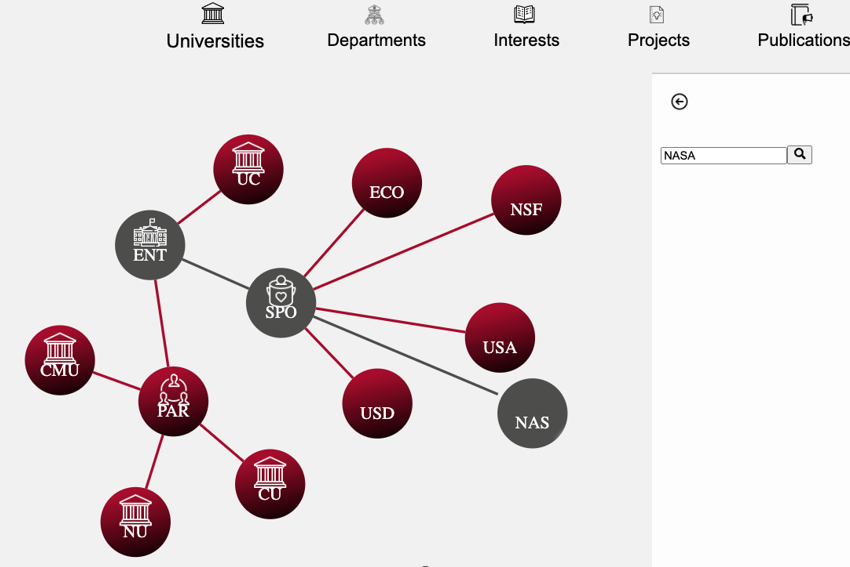 Universities
Departments
Interests
Projects
Publications
NASA
UC
ECO
NSF
ENT
SPO
USA
CMU
PAR
USD
NAS
CU
NU